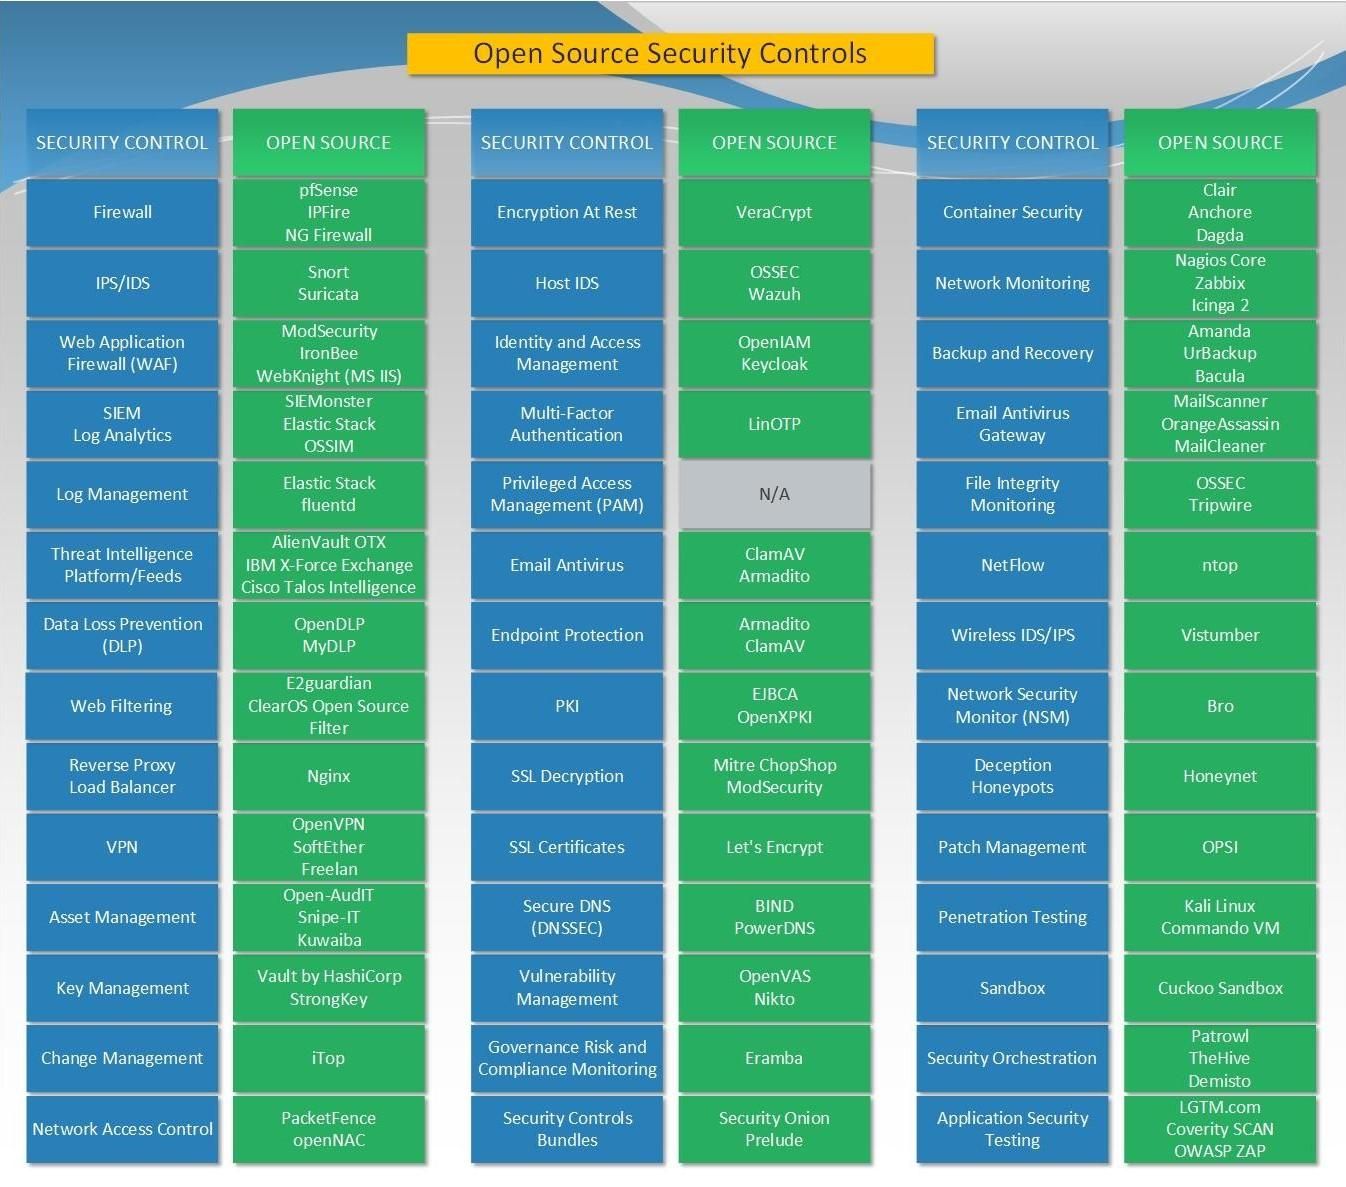 Open Source Security Controls
SECURITY CONTROL
OPEN SOURCE
Firewall
pfSense
IPFire
NG Firewall
IPS/IDS
Snort
Suricata
Web Application
Firewall (WAF)
ModSecurity
IronBee
WebKnight (MS IIS)
SIEM
Log Analytics
SIEMonster
Elastic Stack
OSSIM
Log Management
Elastic Stack
fluentd
Threat Intelligence
Platform/Feeds
AlienVault OTX
IBM X-Force Exchange
Cisco Talos Intelligence
Data Loss Prevention
(DLP)
OpenDLP
MyDLP
Web Filtering
E2guardian
ClearOS Open Source
Filter
Reverse Proxy
Load Balancer
Nginx
VPN
OpenVPN
SoftEther
Freelan
Asset Management
Open-AudIT
Snipe-IT
Kuwaiba
Key Management
Vault by HashiCorp
StrongKey
Change Management
iTop
Network Access Control
PacketFence
openNAC
SECURITY CONTROL
OPEN SOURCE
Encryption At Rest
VeraCrypt
Host IDS
OSSEC
Wazuh
Identity and Access
Management
OpenIAM
Keycloak
Multi-Factor
Authentication
LinOTP
Privileged Access
Management (PAM)
N/A
Email Antivirus
ClamAV
Armadito
Endpoint Protection
Armadito
ClamAV
PKI
EJBCA
OpenXPKI
SSL Decryption
Mitre ChopShop
ModSecurity
SSL Certificates
Let's Encrypt
Secure DNS
(DNSSEC)
BIND
PowerDNS
Vulnerability
Management
OpenVAS
Nikto
Governance Risk and
Compliance Monitoring
Eramba
Security Controls
Bundles
Security Onion
Prelude
SECURITY CONTROL
OPEN SOURCE
Container Security
Clair
Anchore
Dagda
Network Monitoring
Nagios Core
Zabbix
Icinga 2
Backup and Recovery
Amanda
UrBackup
Bacula
Email Antivirus
Gateway
MailScanner
OrangeAssassin
MailCleaner
File Integrity
Monitoring
OSSEC
Tripwire
NetFlow
ntop
Wireless IDS/IPS
Vistumber
Network Security
Monitor (NSM)
Bro
Deception
Honeypots
Honeynet
Patch Management
OPSI
Penetration Testing
Kali Linux
Commando VM
Sandbox
Cuckoo Sandbox
Security Orchestration
Patrowl
TheHive
Demisto
Application Security
Testing
LGTM.com
Coverity SCAN
OWASP ZAP